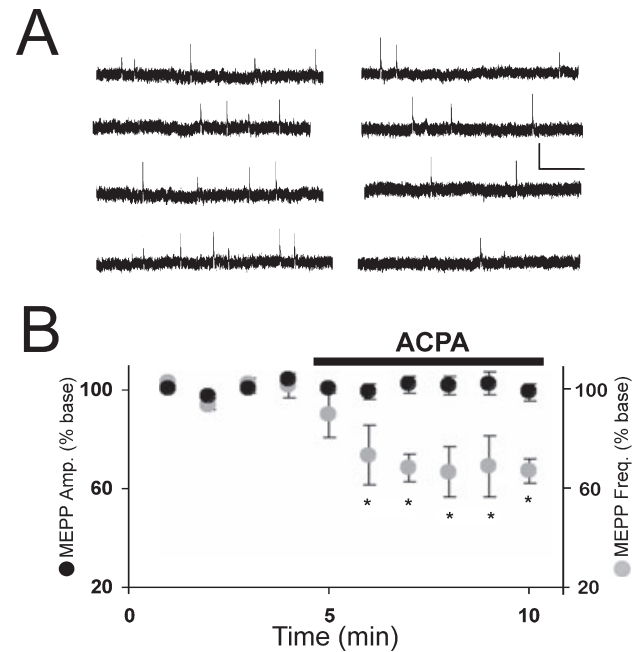 A
B
ACPA
100
60
20
MEPP Amp. (% base)
100
60
20
MEPP Freq. (% base)
* * * * *
0 5 10
Time (min)